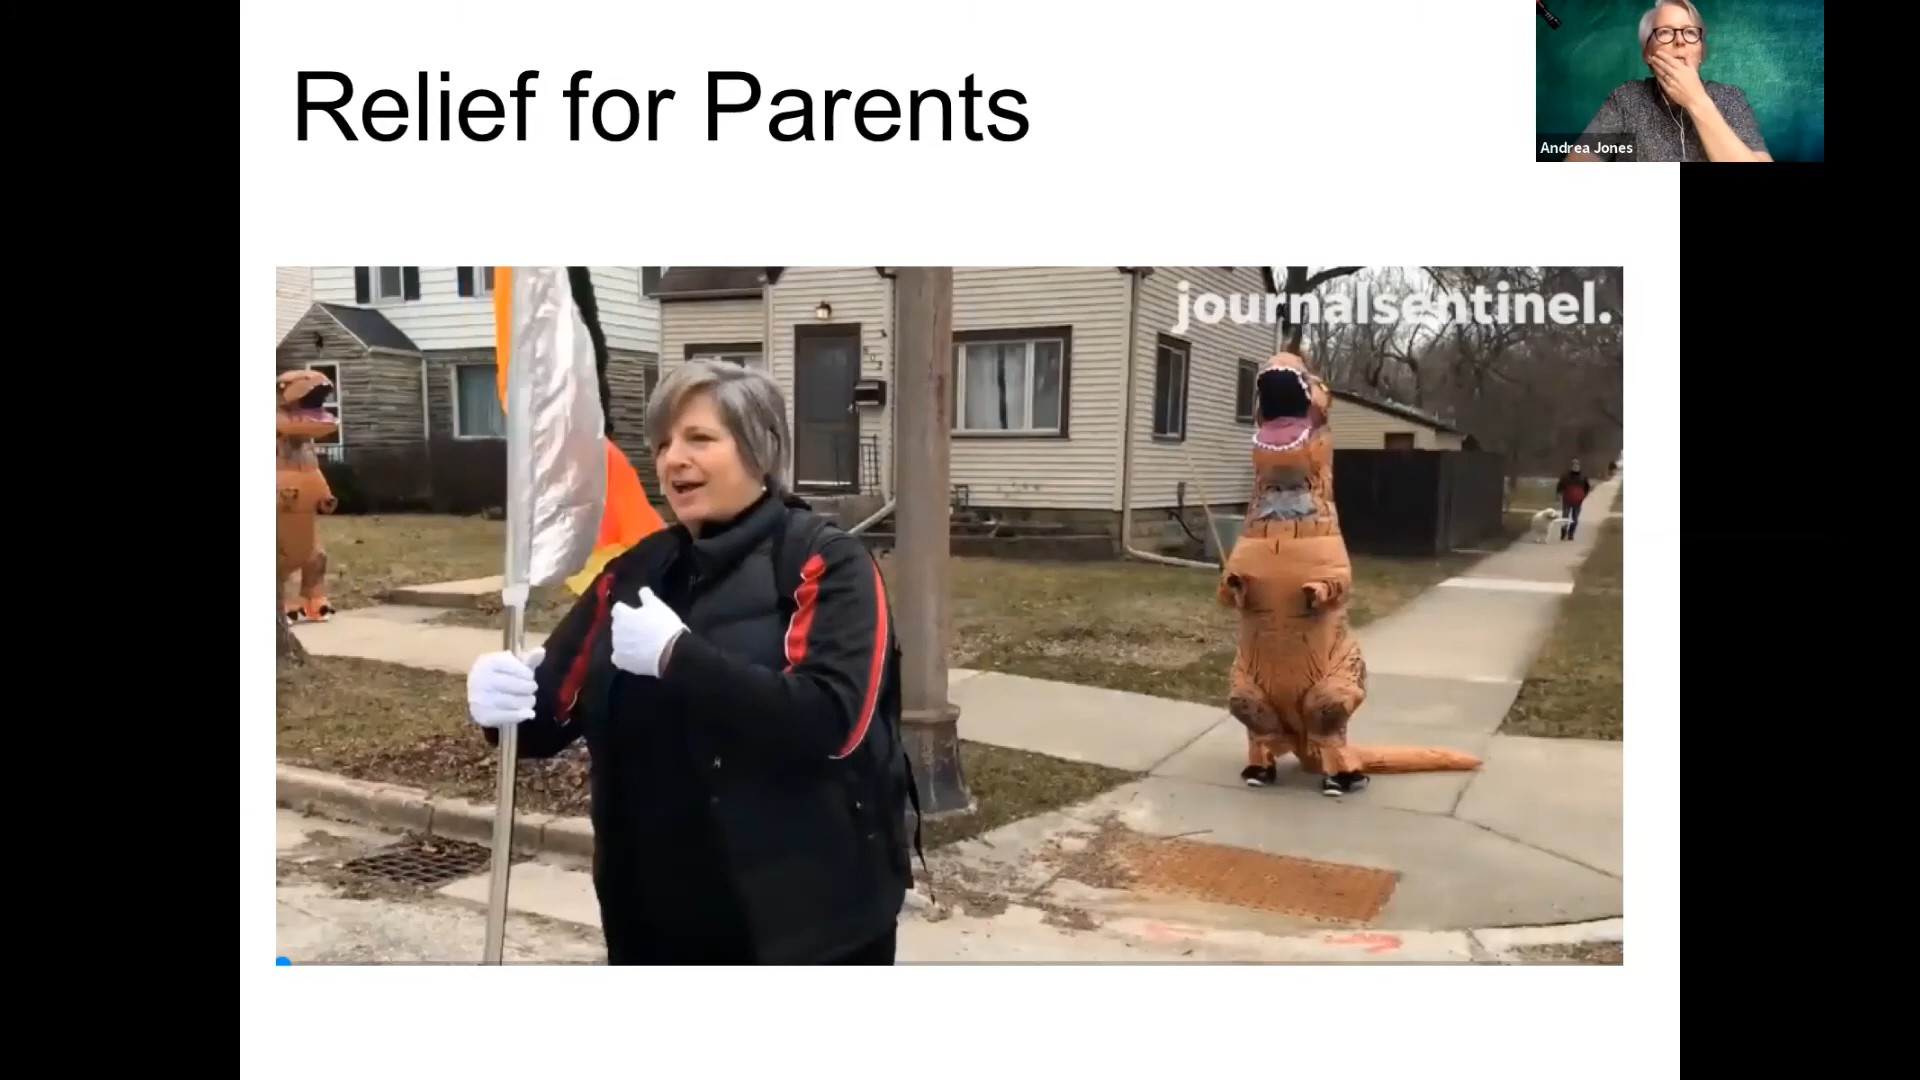 Relief for Parents
Andrea Jones
journalsentinel.